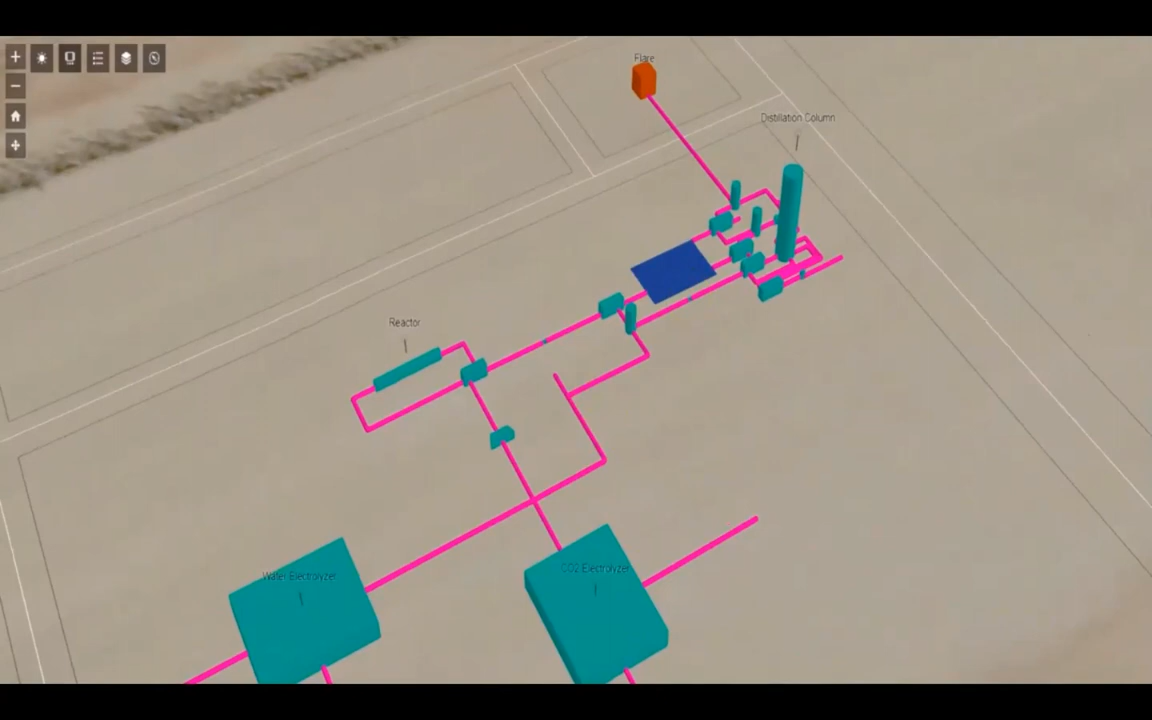 Flare
Distillation Column
Reactor
Water Electrolyzer
CO2 Electrolyzer